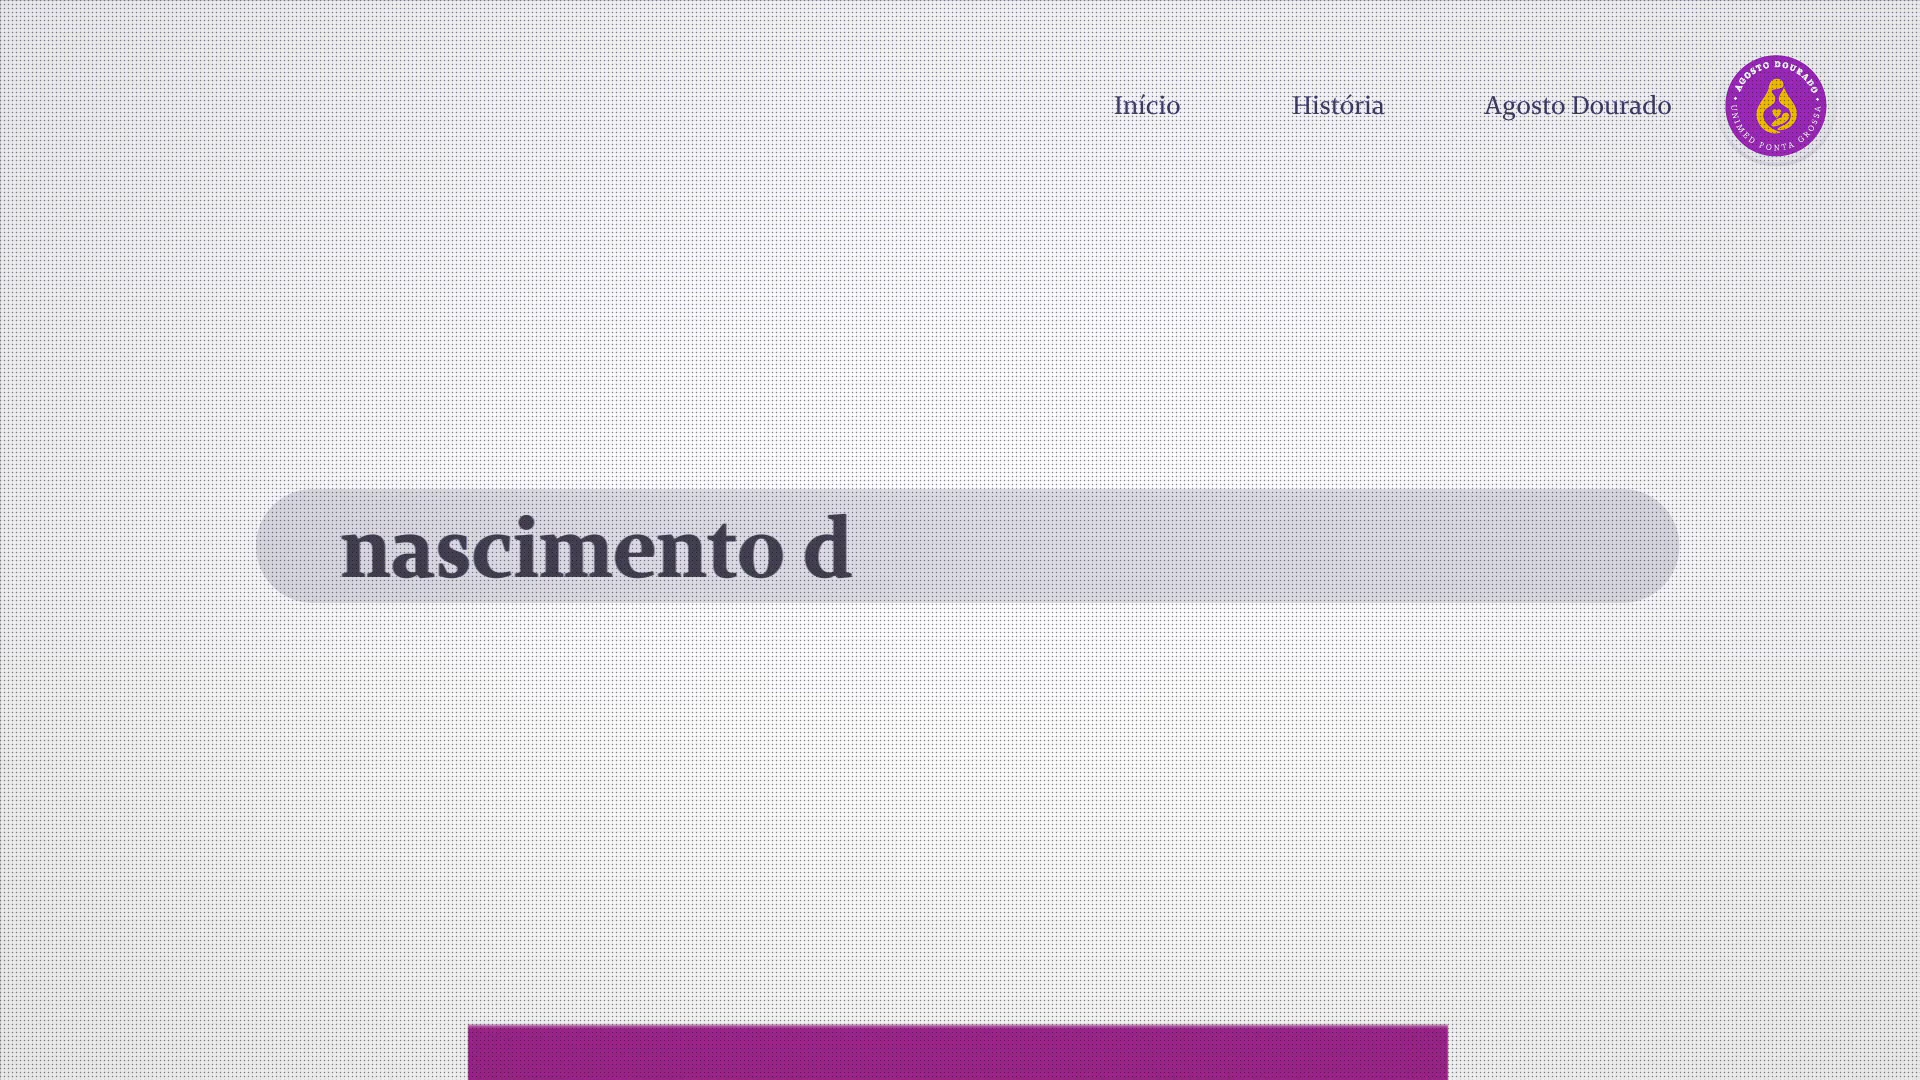 Início História Agosto Dourado
• AGOSTO DOURADO •
UNIMED PONTA GROSSA
nascimento d